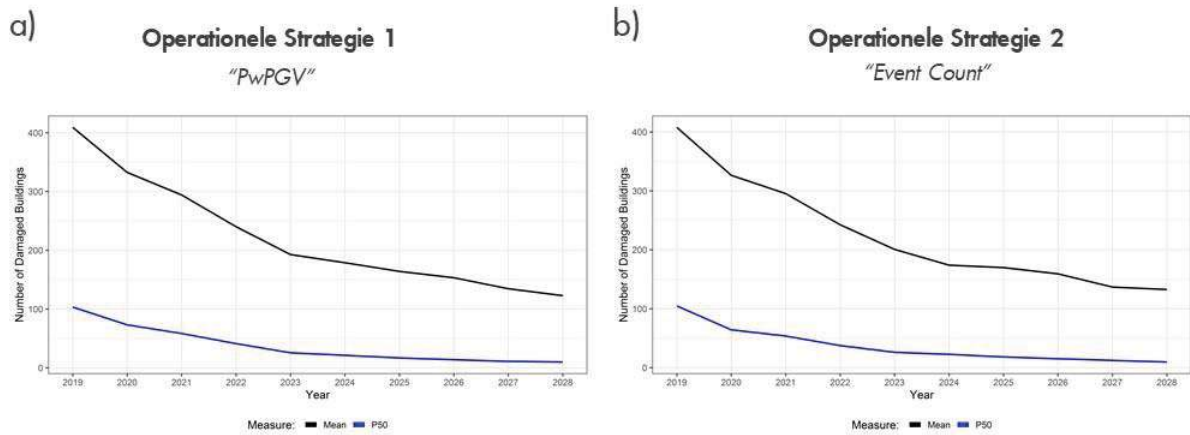 a)
Operationele Strategie 1
“PwPGV”
Number of Damaged Buildings
400
300
200
100
0
2019 2020 2021 2022 2023 2024 2025 2026 2027 2028
Year
Measure: Mean P50
b)
Operationele Strategie 2
“Event Count”
Number of Damaged Buildings
400
300
200
100
0
2019 2020 2021 2022 2023 2024 2025 2026 2027 2028
Year
Measure: Mean P50